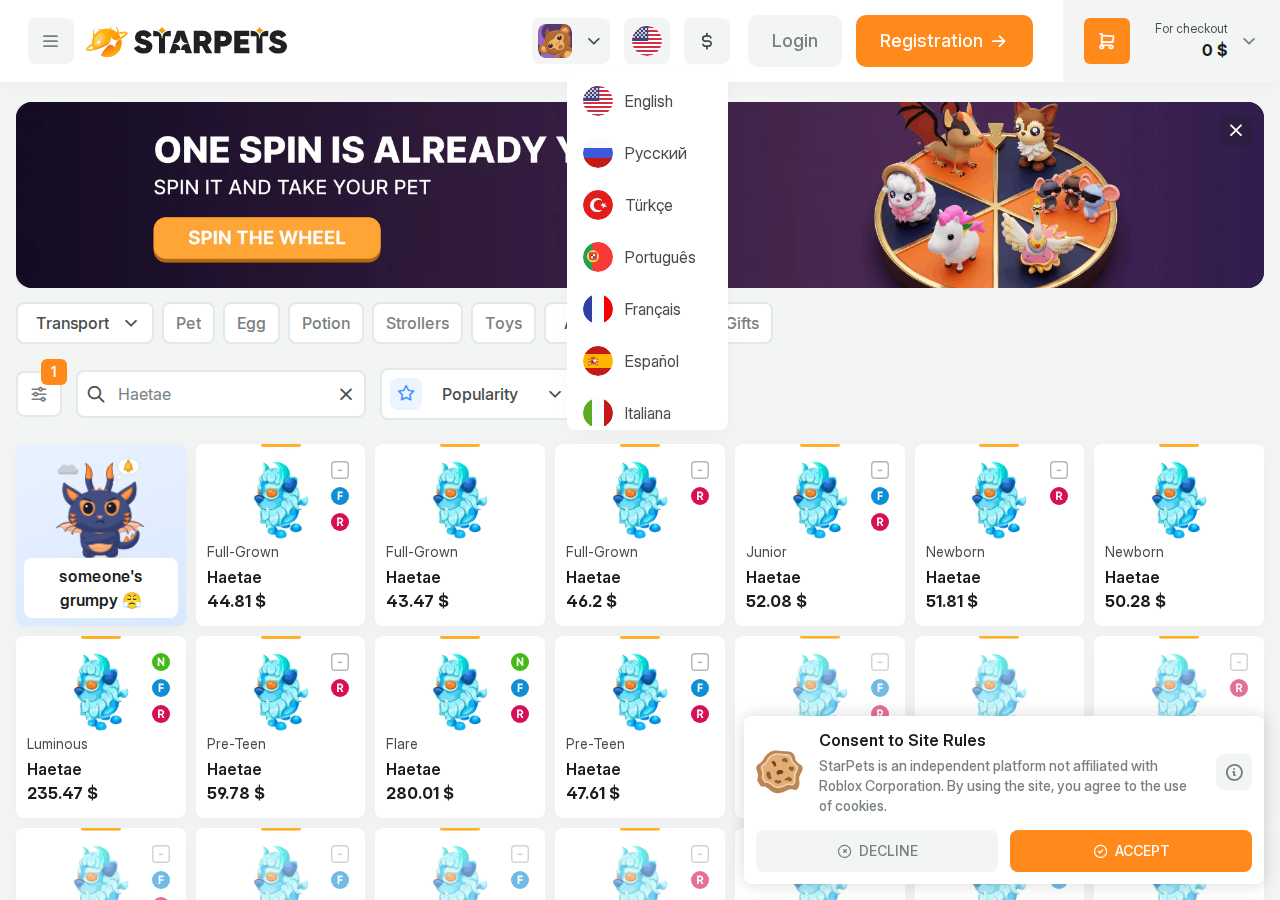 STARPETS
$
Login
Registration →
For checkout
0 $
English
Русский
Türkçe
Português
Français
Español
Italiana
ONE SPIN IS ALREADY
SPIN IT AND TAKE YOUR PET
SPIN THE WHEEL
Transport
Pet
Egg
Potion
Strollers
Toys
Gifts
1
Haetae
Popularity
someone's
grumpy 😤
F
R
Full-Grown
Haetae
44.81 $
Full-Grown
Haetae
43.47 $
R
Full-Grown
Haetae
46.2 $
F
R
Junior
Haetae
52.08 $
R
Newborn
Haetae
51.81 $
Newborn
Haetae
50.28 $
N
F
R
Luminous
Haetae
235.47 $
R
Pre-Teen
Haetae
59.78 $
N
F
R
Flare
Haetae
280.01 $
F
R
Pre-Teen
Haetae
47.61 $
F
R
R
Consent to Site Rules
StarPets is an independent platform not affiliated with
Roblox Corporation. By using the site, you agree to the use
of cookies.
DECLINE
ACCEPT
F
F
F
R